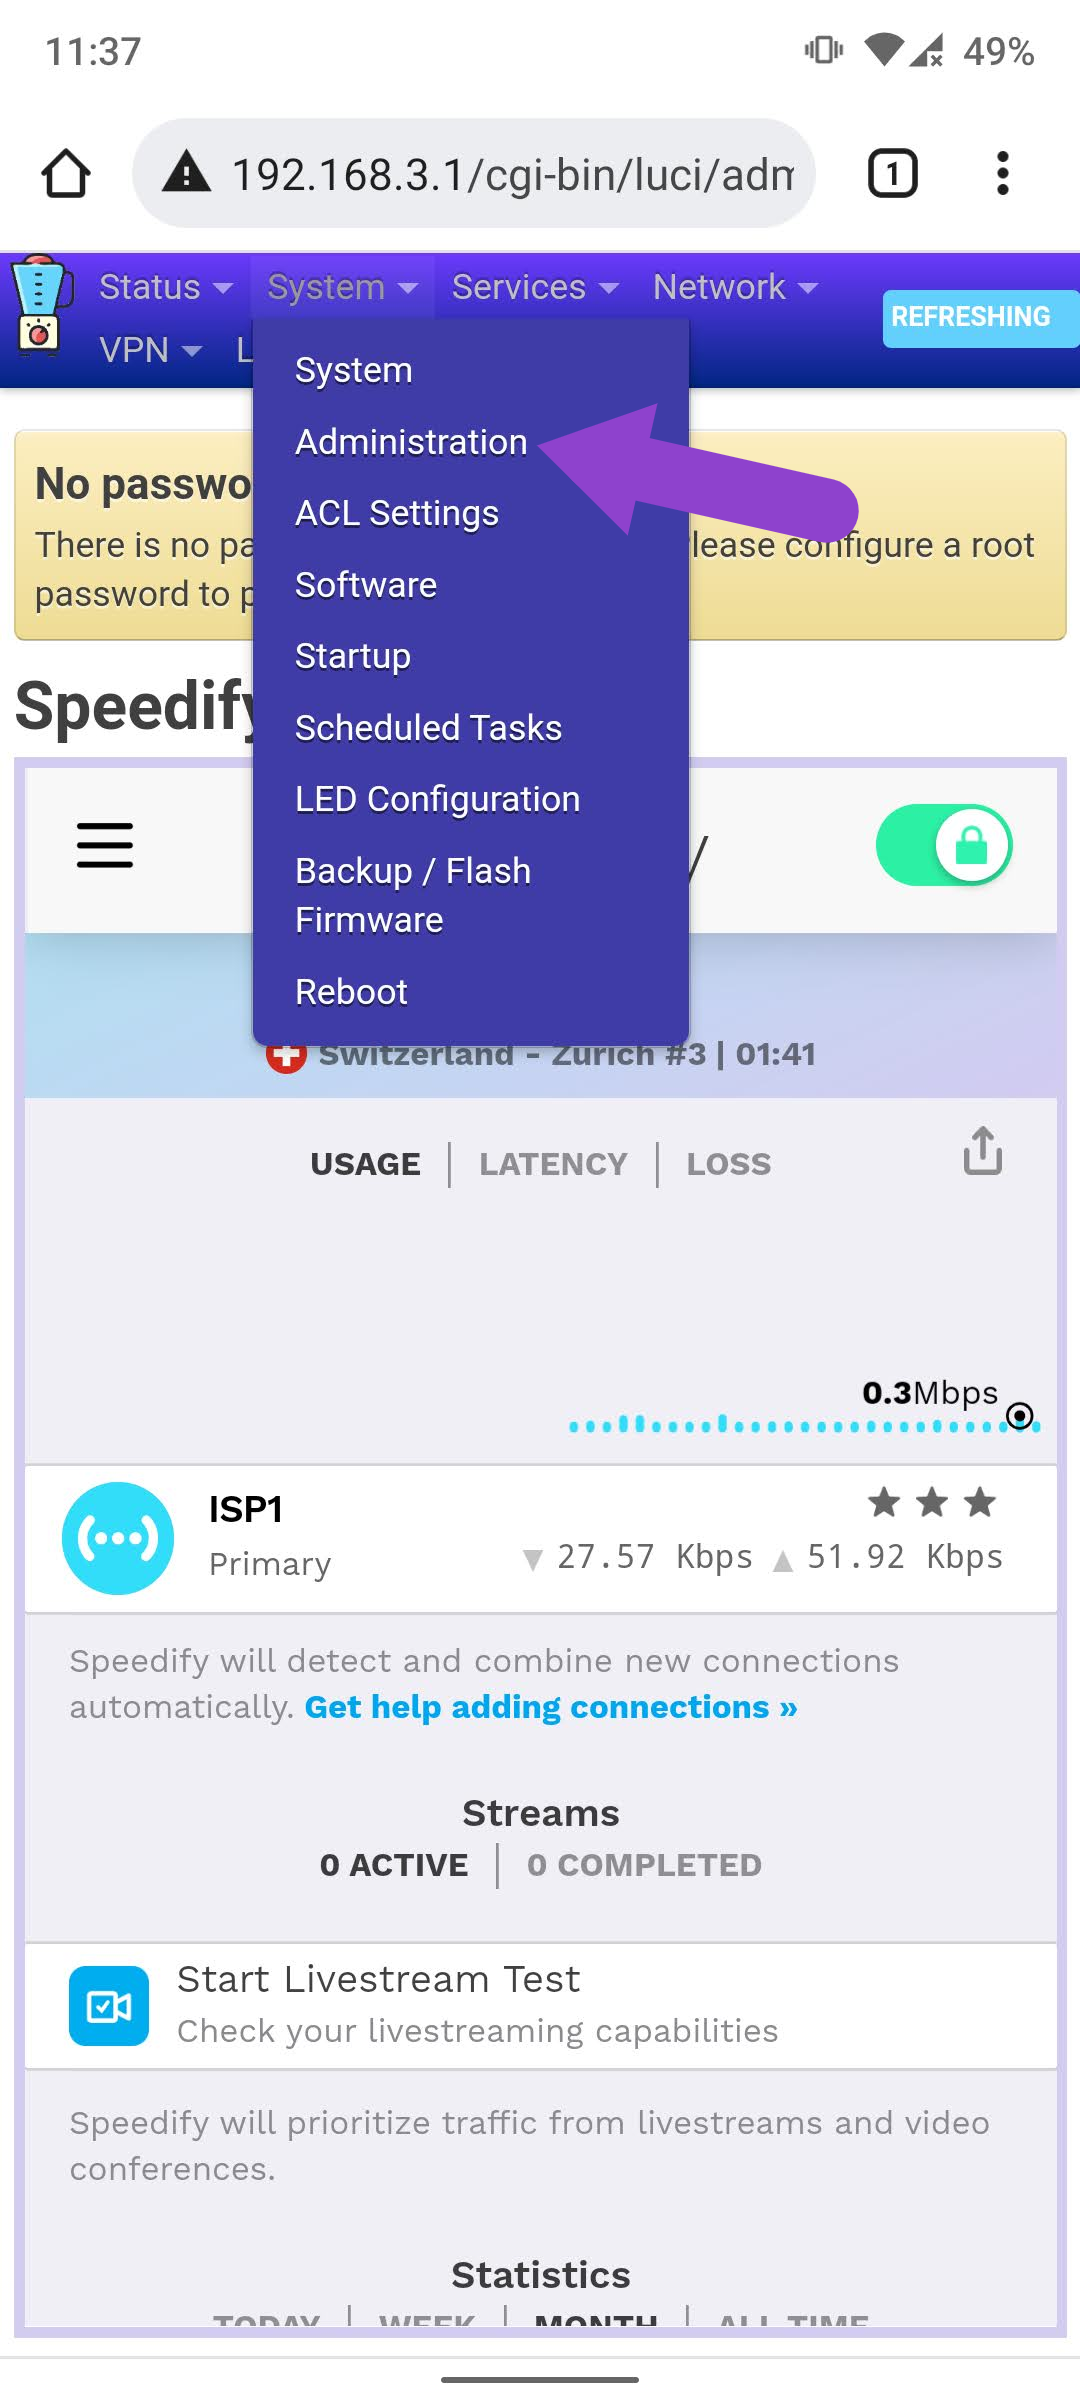 11:37
49%
192.168.3.1/cgi-bin/luci/adm
1
Status
System
Services
Network
REFRESHING
VPN
L
System
Administration
ACL Settings
Software
Startup
Scheduled Tasks
LED Configuration
Backup / Flash
Firmware
Reboot
No passwo
There is no pa lease configure a root
password to p
Speedify
Switzerland - Zurich #3 | 01:41
USAGE | LATENCY | LOSS
0.3Mbps
ISP1
Primary
27.57 Kbps
51.92 Kbps
Speedify will detect and combine new connections
automatically. Get help adding connections »
Streams
0 ACTIVE | 0 COMPLETED
Start Livestream Test
Check your livestreaming capabilities
Speedify will prioritize traffic from livestreams and video
conferences.
Statistics
TODAY | WEEK | MONTH | ALL TIME